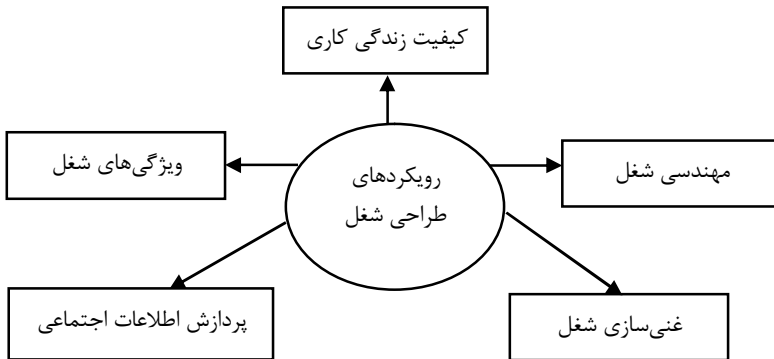 کیفیت زندگی کاری
ویژگی‌های شغل
رویکردهای
طراحی شغل
مهندسی شغل
پردازش اطلاعات اجتماعی
غنی‌سازی شغل